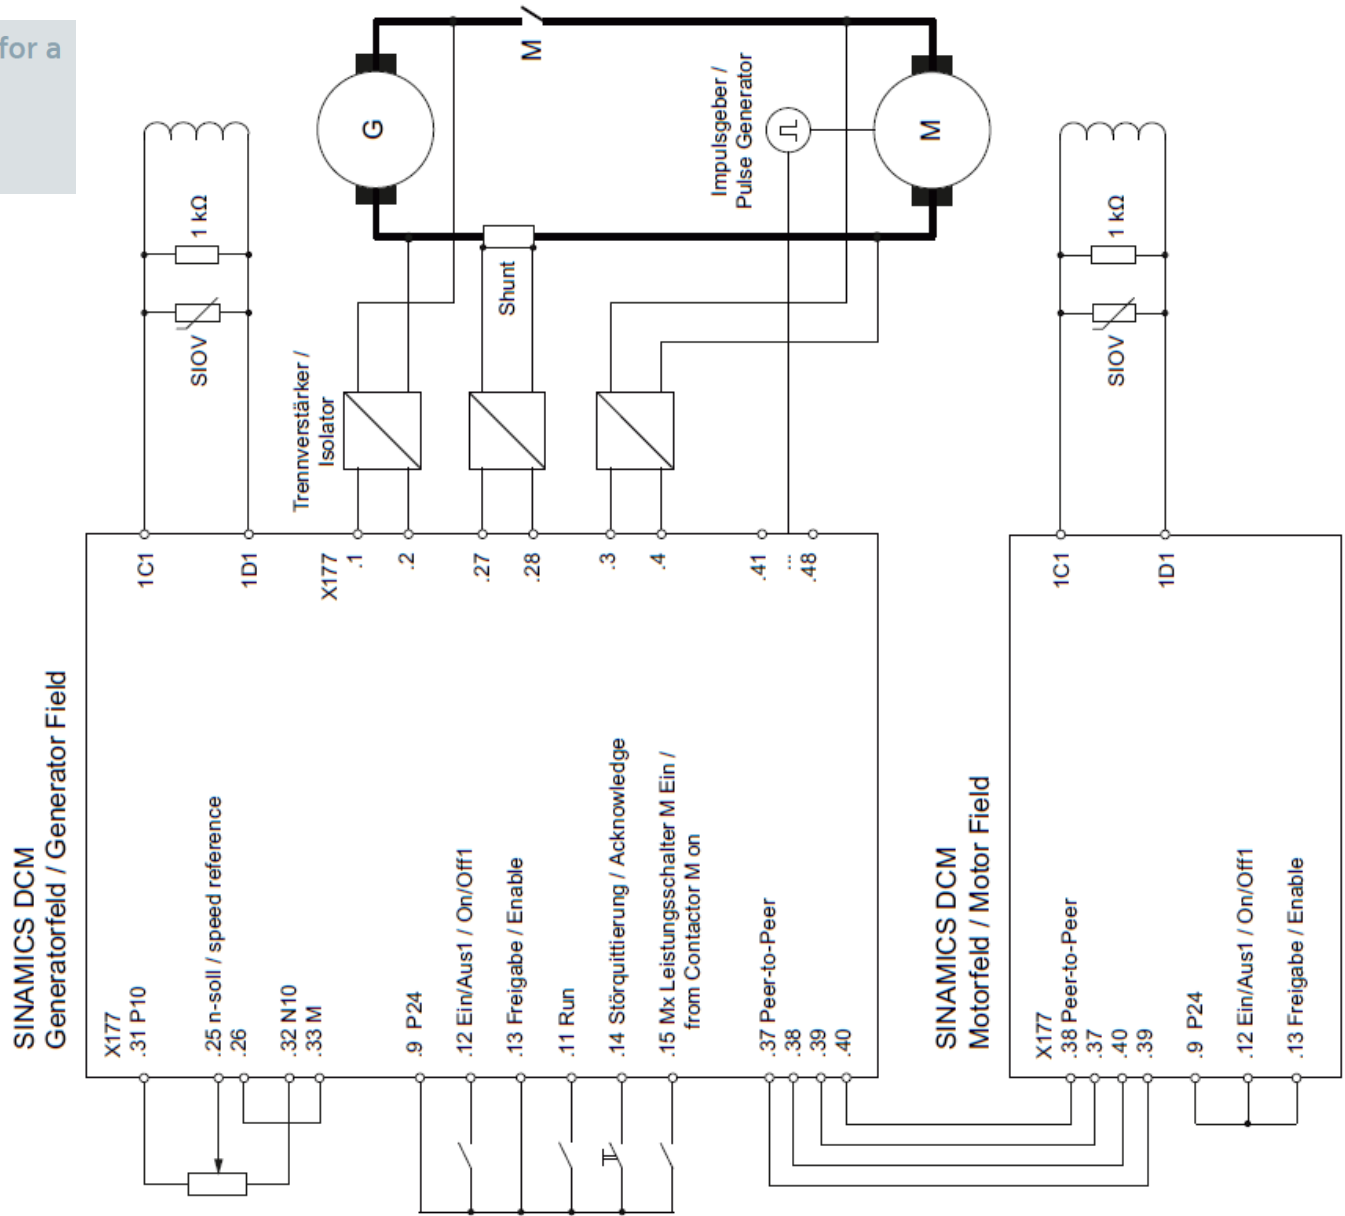 for a
SINAMICS DCM
Generatorfeld / Generator Field
X177
.31 P10
.25 n-soll / speed reference
.26
.32 N10
.33 M
.9 P24
.12 Ein/Aus1 / On/Off1
.13 Freigabe / Enable
.11 Run
.14 Störquittierung / Acknowledge
.15 Mx Leistungsschalter M Ein /
from Contactor M on
.37 Peer-to-Peer
.38
.39
.40
1C1
1D1
X177
.1
.2
.27
.28
.3
.4
.41
...
.48
SIOV
1 kΩ
Trennverstärker /
Isolator
Shunt
G
M
Impulsgeber /
Pulse Generator
M
SINAMICS DCM
Motorfeld / Motor Field
X177
.38 Peer-to-Peer
.37
.40
.39
.9 P24
.12 Ein/Aus1 / On/Off1
.13 Freigabe / Enable
1C1
1D1
SIOV
1 kΩ